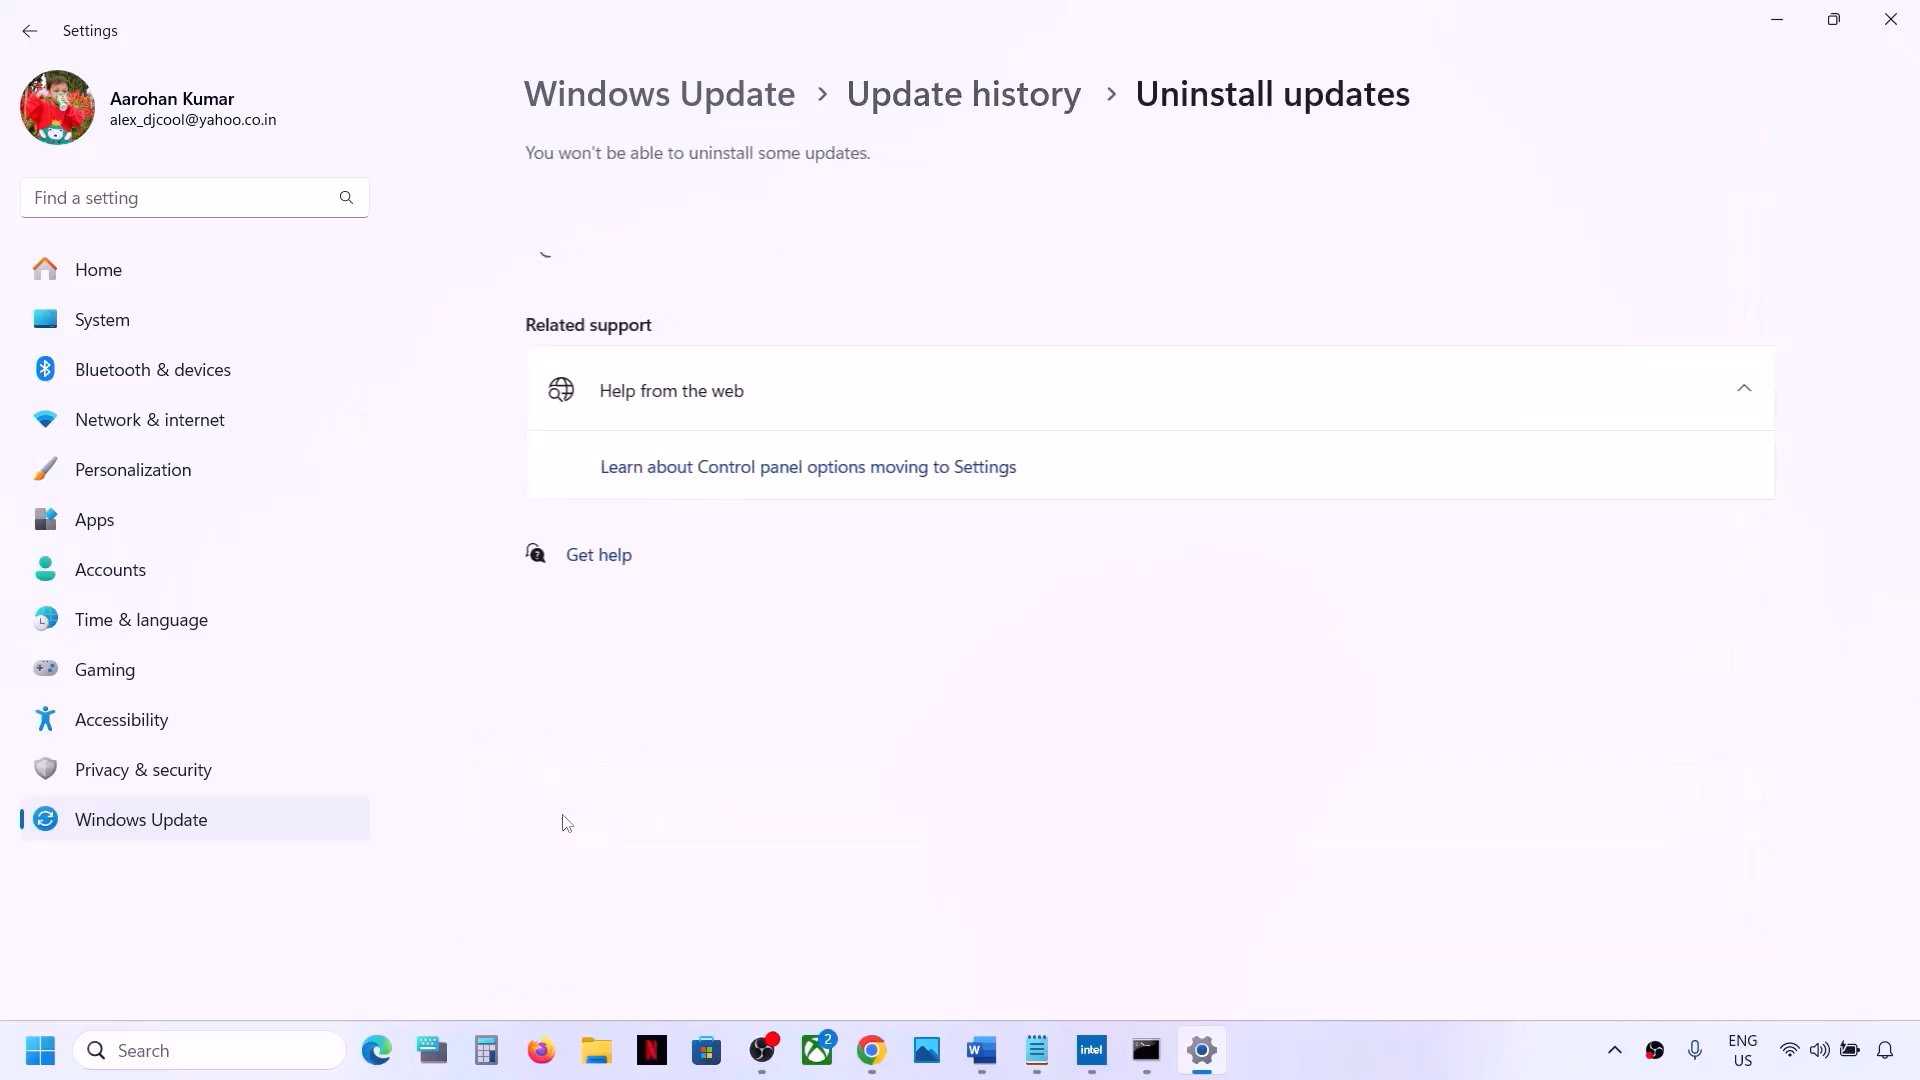 Settings
Aarohan Kumar
alex_djcool@yahoo.co.in
Find a setting
Home
System
Bluetooth & devices
Network & internet
Personalization
Apps
Accounts
Time & language
Gaming
Accessibility
Privacy & security
Windows Update
Windows Update > Update history > Uninstall updates
You won't be able to uninstall some updates.
Related support
Help from the web
Learn about Control panel options moving to Settings
Get help
Search
N
2
W
intel
ENG
US